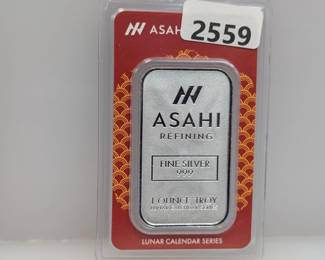 ASAHI
2559
ASAHI
REFINING
FINE SILVER
999
1 OUNCE TROY
LUNAR CALENDAR SERIES